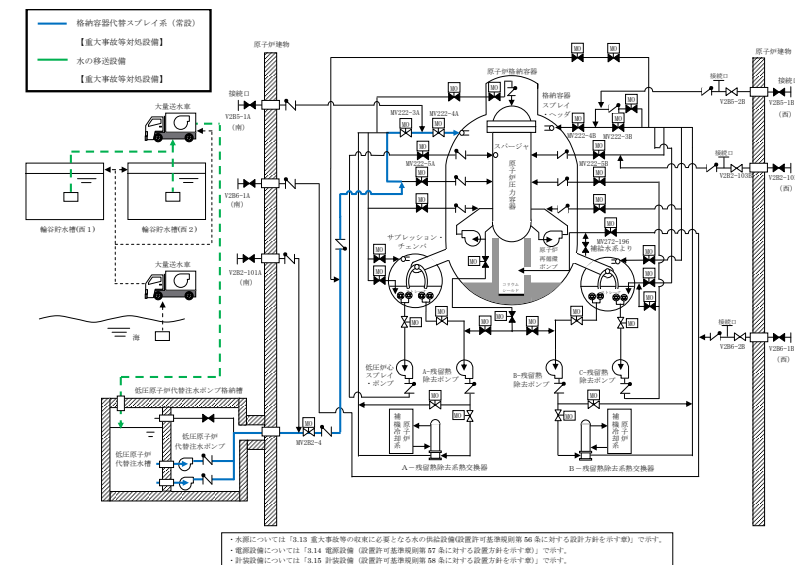 格納容器代替スプレイ系（常設）
【重大事故等対処設備】
水の移送設備
【重大事故等対処設備】
原子炉建物
原子炉建物
大量送水車
接続口
V2B5-1A
(南)
V2B6-1A
(南)
V2B2-101A
(南)
輪谷貯水槽(西1)
輪谷貯水槽(西2)
大量送水車
海
低圧原子炉代替注水ポンプ格納槽
低圧原子炉
代替注水ポンプ
低圧原子炉
代替注水槽
MO
MV2B2-4
原子炉格納容器
格納容器
スプレイ
・ヘッダ
MV222-3A
MV222-4A
MV222-4B
MV222-3B
スパージャ
原子炉圧力容器
MV222-5A
MV222-5B
サプレッション・
チェンバ
原子炉
再循環
ポンプ
MV272-196
補給水系より
低圧炉心
スプレイ
・ポンプ
A-残留熱
除去ポンプ
B-残留熱
除去ポンプ
C-残留熱
除去ポンプ
原子炉
補機冷却系
原子炉
補機冷却系
A－残留熱除去系熱交換器
B－残留熱除去系熱交換器
接続口
V2B5-2B
接続口
V2B5-1B
(西)
接続口
V2B2-103B
(西)
接続口
V2B6-2B
V2B6-1B
(西)
・水源については「3.13 重大事故等の収束に必要となる水の供給設備(設置許可基準規則第56条に対する設計方針を示す章)」で示す。
・電源設備については「3.14 電源設備（設置許可基準規則第57条に対する設置方針を示す章）」で示す。
・計装設備については「3.15 計装設備（設置許可基準規則第58条に対する設置方針を示す章）」で示す。